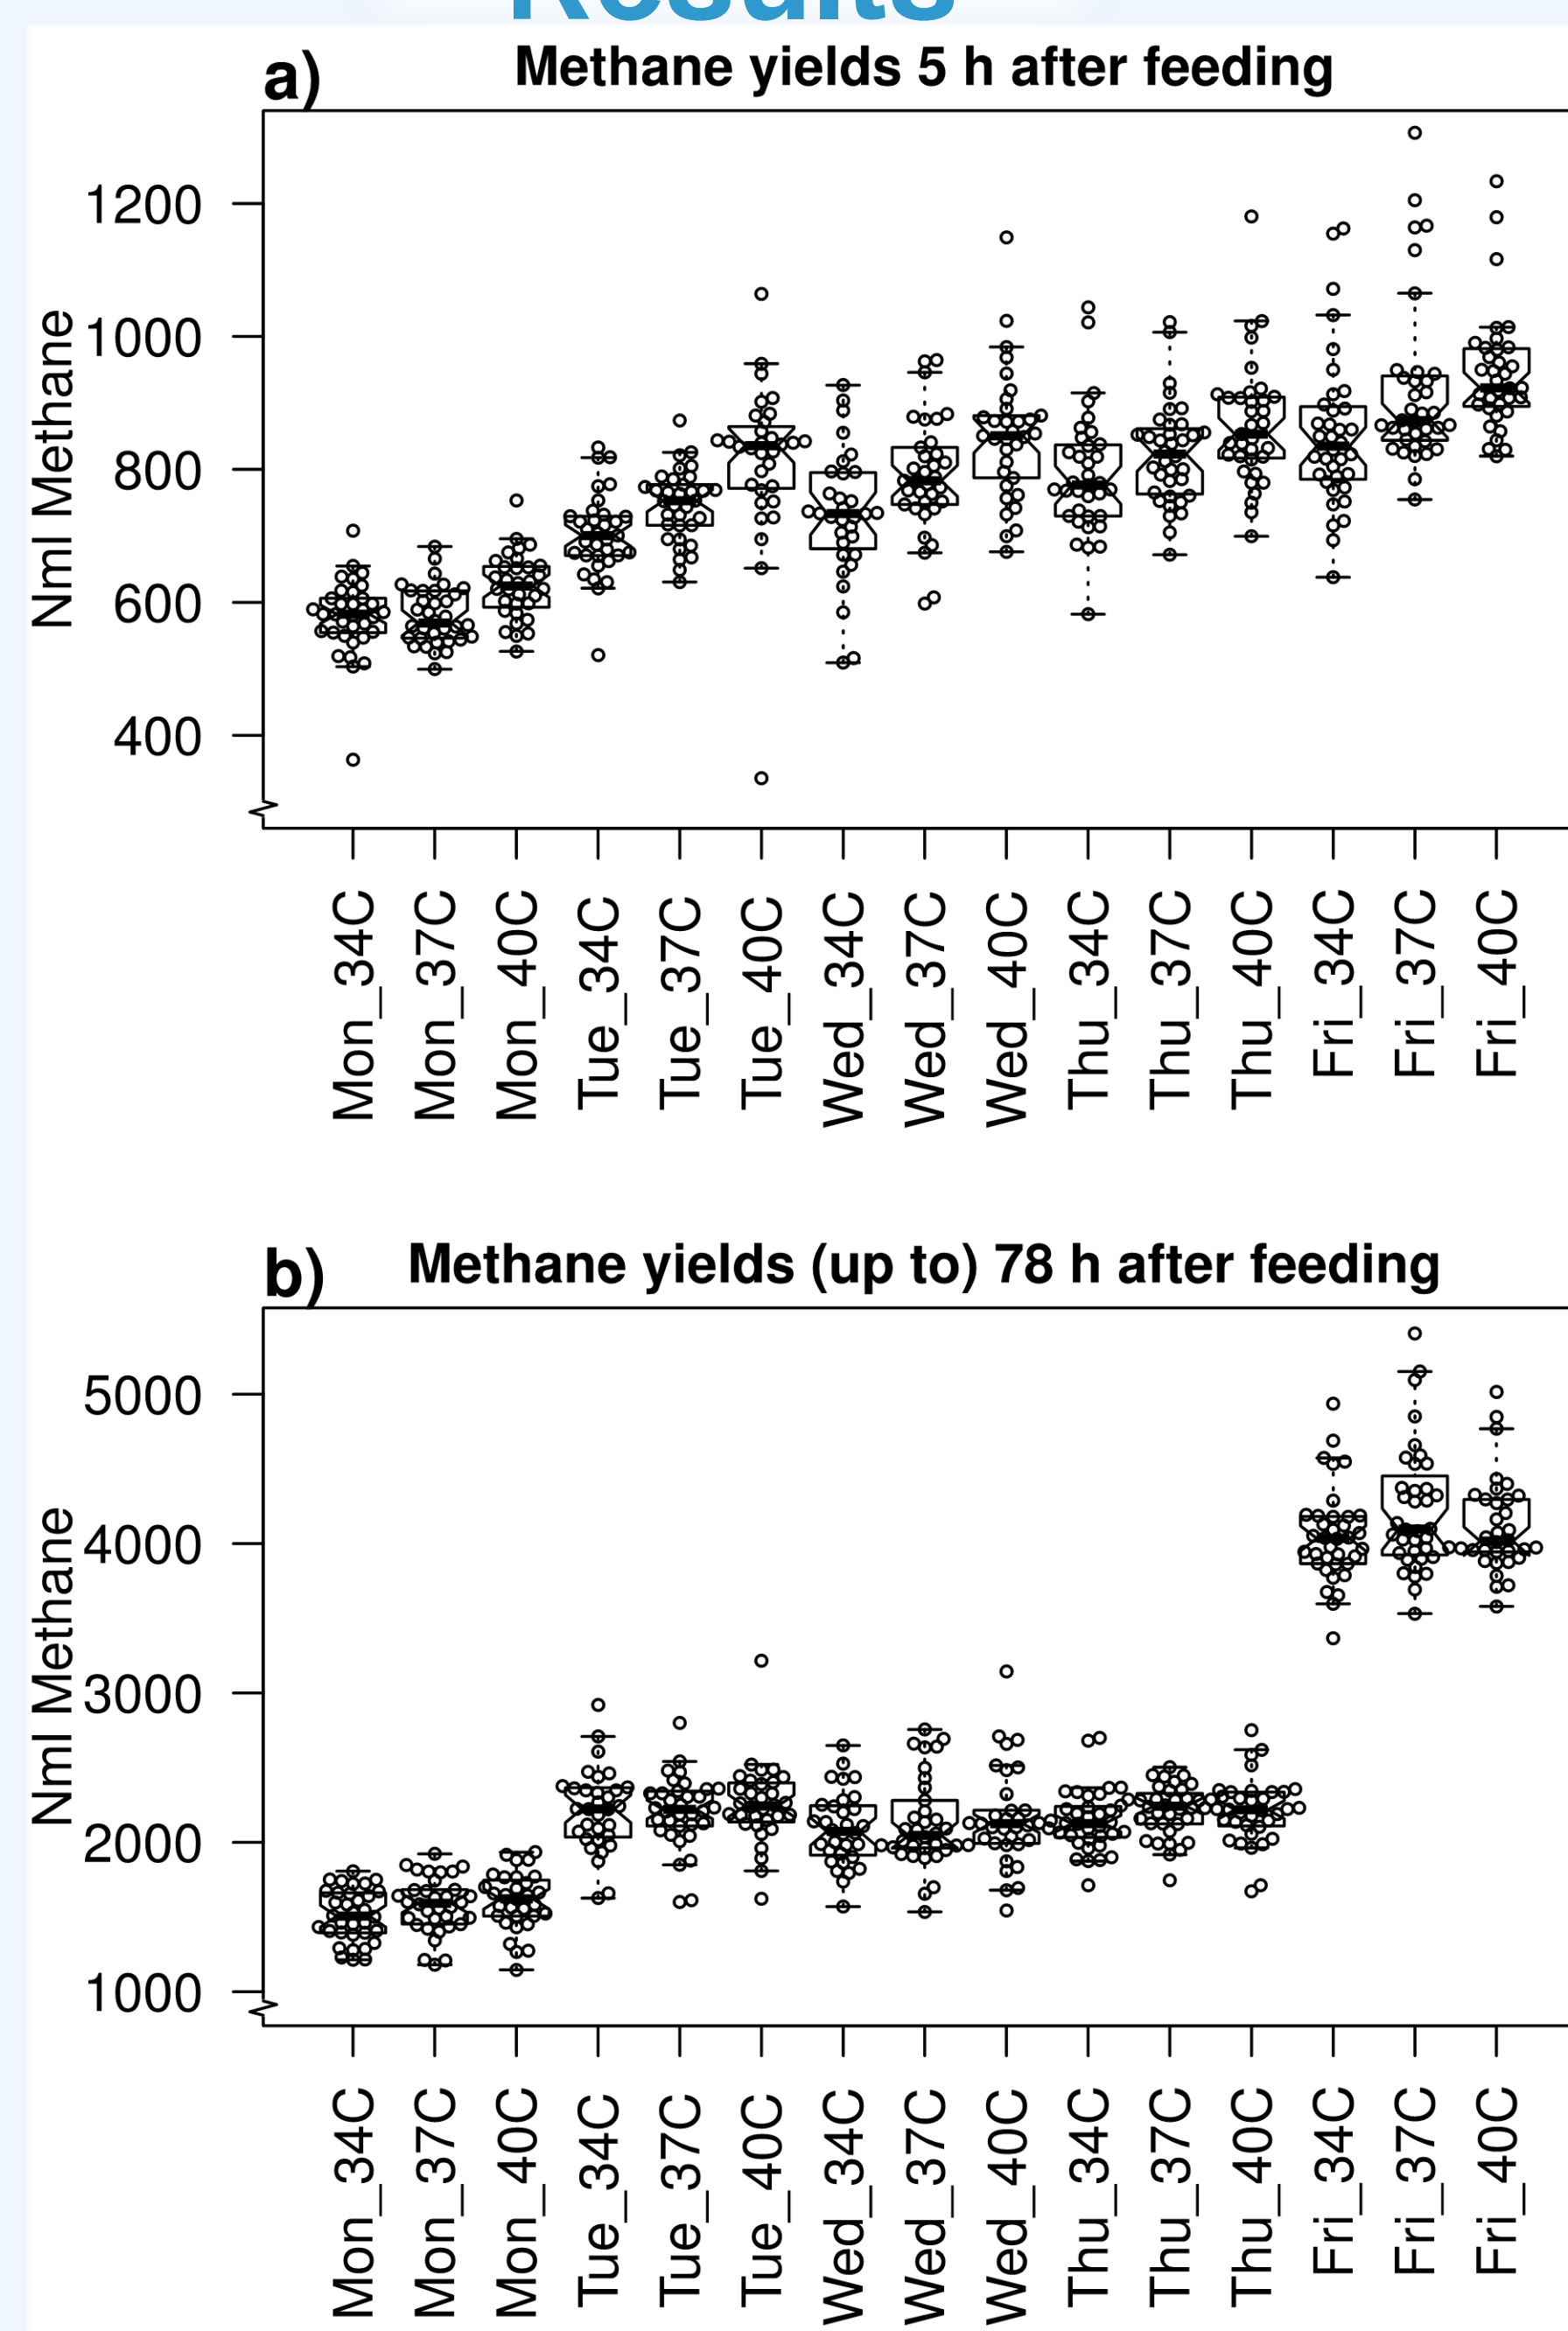 Results
a)
Methane yields 5 h after feeding
Nml Methane
1200
1000
800
600
400
Mon_34C
Mon_37C
Mon_40C
Tue_34C
Tue_37C
Tue_40C
Wed_34C
Wed_37C
Wed_40C
Thu_34C
Thu_37C
Thu_40C
Fri_34C
Fri_37C
Fri_40C
b)
Methane yields (up to) 78 h after feeding
Nml Methane
5000
4000
3000
2000
1000
Mon_34C
Mon_37C
Mon_40C
Tue_34C
Tue_37C
Tue_40C
Wed_34C
Wed_37C
Wed_40C
Thu_34C
Thu_37C
Thu_40C
Fri_34C
Fri_37C
Fri_40C